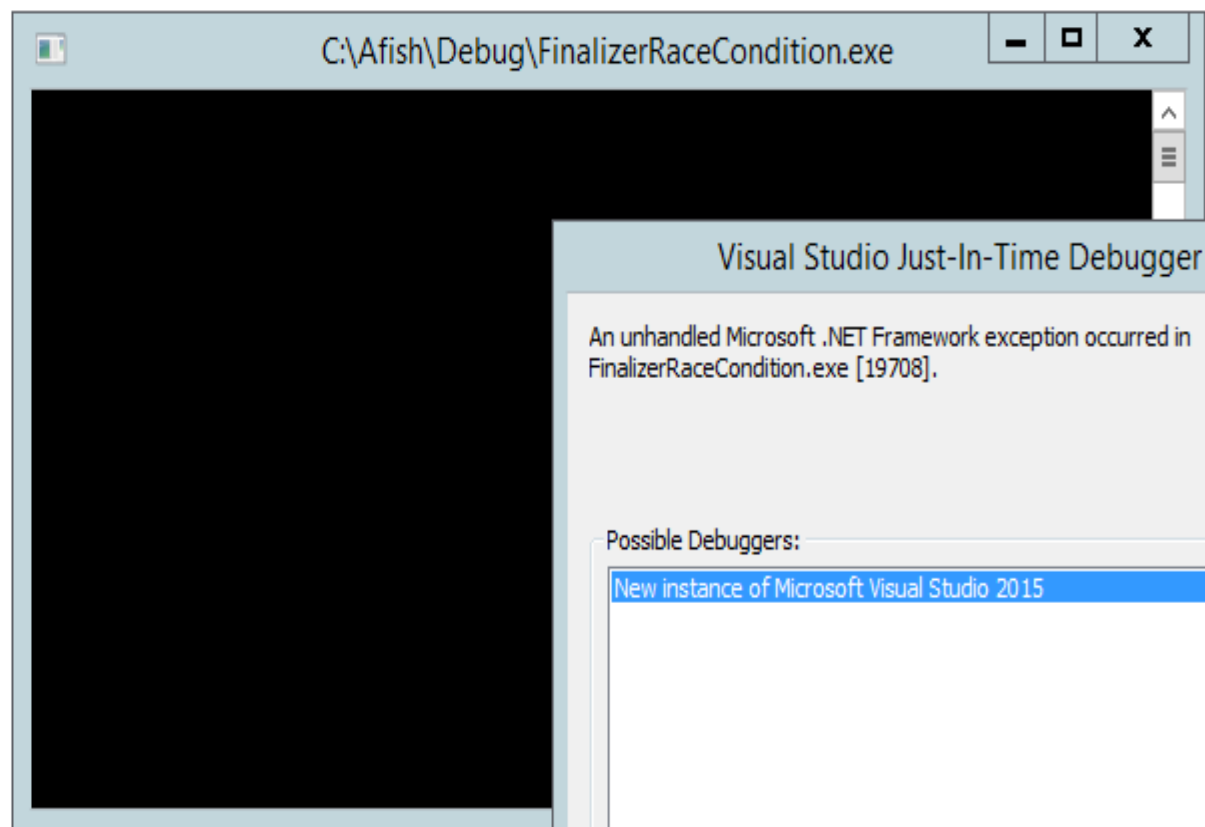 C:\Afish\Debug\FinalizerRaceCondition.exe
Visual Studio Just-In-Time Debugger
An unhandled Microsoft .NET Framework exception occurred in
FinalizerRaceCondition.exe [19708].
Possible Debuggers:
New instance of Microsoft Visual Studio 2015